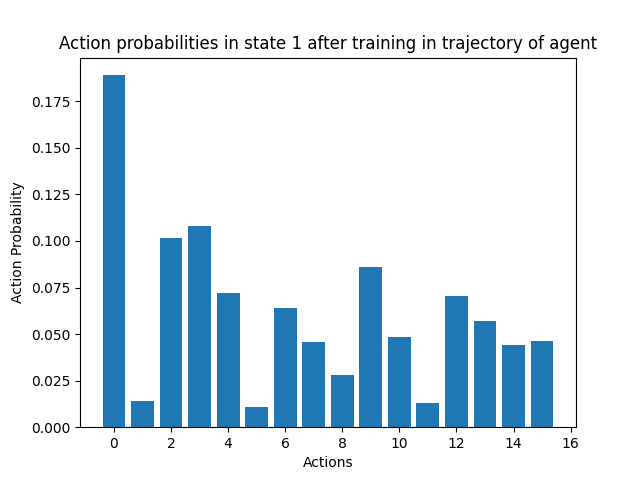 Action probabilities in state 1 after training in trajectory of agent
0.175
0.150
0.125
0.100
0.075
0.050
0.025
0.000
Action Probability
0 2 4 6 8 10 12 14 16
Actions